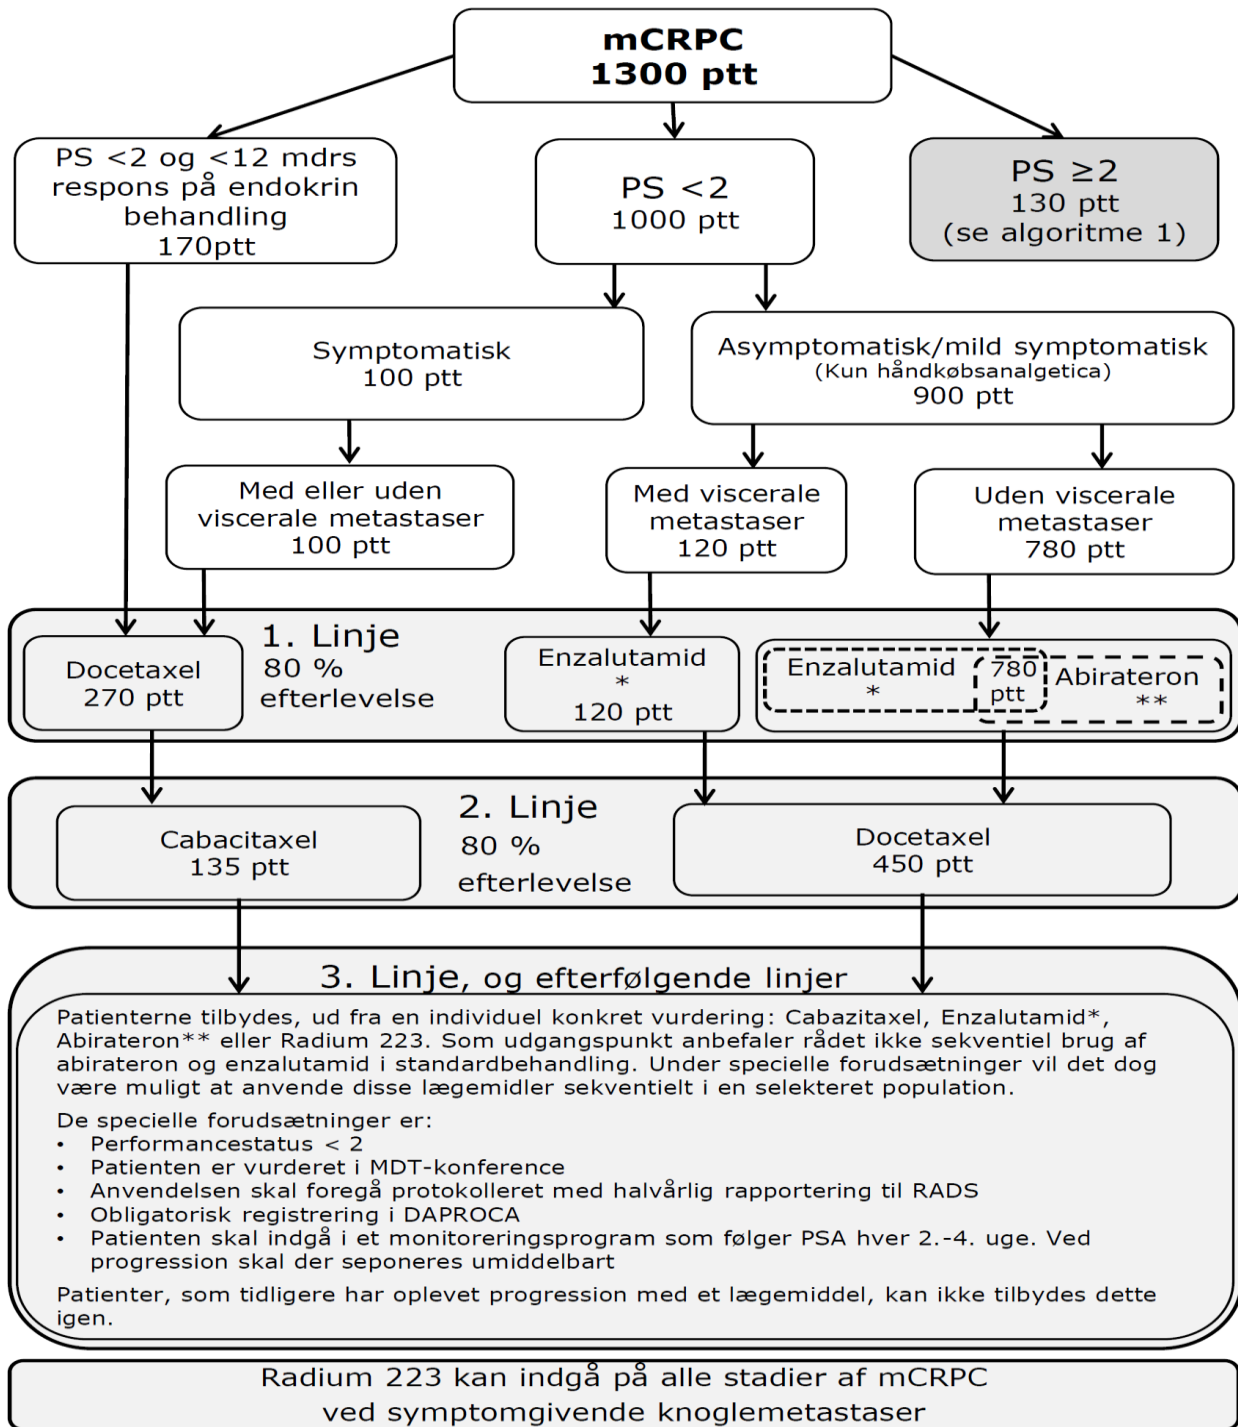 mCRPC
1300 ptt
PS <2 og <12 mdrs
respons på endokrin
behandling
170ptt
PS <2
1000 ptt
PS ≥2
130 ptt
(se algoritme 1)
Symptomatisk
100 ptt
Asymptomatisk/mild symptomatisk
(Kun håndkøbsanalgetica)
900 ptt
Med eller uden
viscerale metastaser
100 ptt
Med viscerale
metastaser
120 ptt
Uden viscerale
metastaser
780 ptt
1. Linje
80 %
efterlevelse
Docetaxel
270 ptt
Enzalutamid
*
120 ptt
Enzalutamid
*
780
ptt
Abirateron
**
2. Linje
80 %
efterlevelse
Cabacitaxel
135 ptt
Docetaxel
450 ptt
3. Linje, og efterfølgende linjer
Patienterne tilbydes, ud fra en individuel konkret vurdering: Cabazitaxel, Enzalutamid*,
Abirateron** eller Radium 223. Som udgangspunkt anbefaler rådet ikke sekventiel brug af
abirateron og enzalutamid i standardbehandling. Under specielle forudsætninger vil det dog
være muligt at anvende disse lægemidler sekventielt i en selekteret population.
De specielle forudsætninger er:
• Performancestatus < 2
• Patienten er vurderet i MDT-konference
• Anvendelsen skal foregå protokolleret med halvårlig rapportering til RADS
• Obligatorisk registrering i DAPROCA
• Patienten skal indgå i et monitoreringsprogram som følger PSA hver 2.-4. uge. Ved
progression skal der seponeres umiddelbart
Patienter, som tidligere har oplevet progression med et lægemiddel, kan ikke tilbydes dette
igen.
Radium 223 kan indgå på alle stadier af mCRPC
ved symptomgivende knoglemetastaser